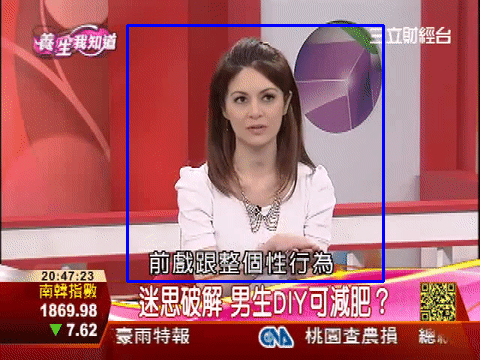 養生我知道
三立財經台
前戲跟整個性行為
20:47:23
南韓指數
1869.98
▼7.62
迷思破解 男生DIY可減肥？
豪雨特報
CNA
桃園查農損